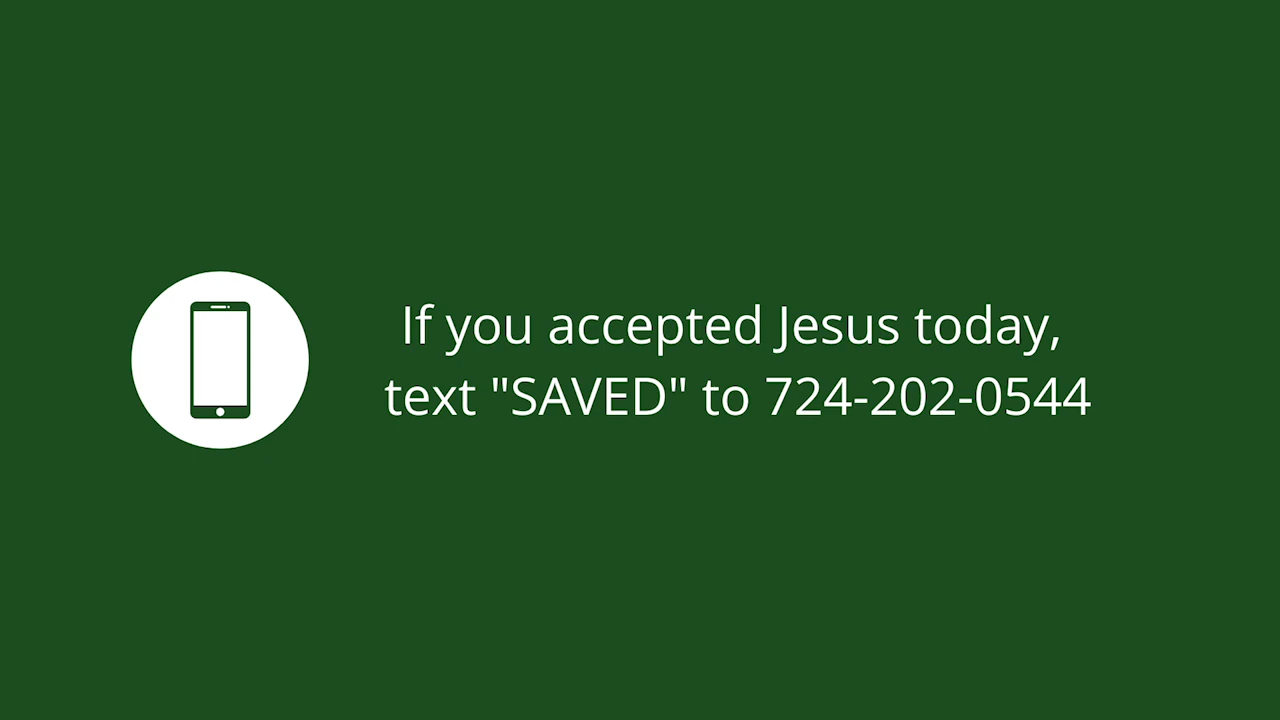 If you accepted Jesus today,
text "SAVED" to 724-202-0544